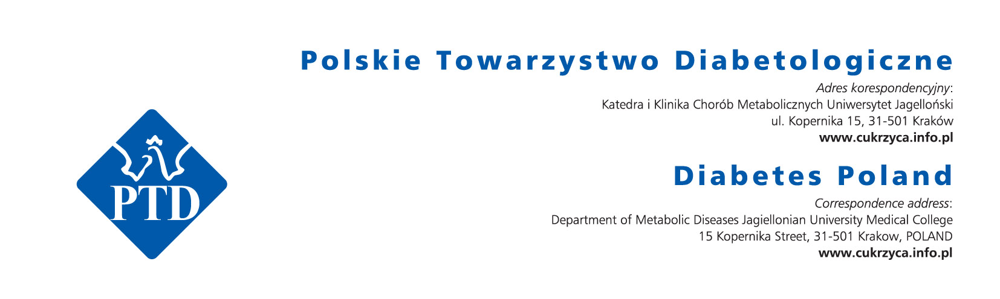 Polskie Towarzystwo Diabetologiczne
Adres korespondencyjny:
Katedra i Klinika Chorób Metabolicznych Uniwersytet Jagelloński
ul. Kopernika 15, 31-501 Kraków
www.cukrzyca.info.pl
PTD
Diabetes Poland
Correspondence address:
Department of Metabolic Diseases Jagiellonian University Medical College
15 Kopernika Street, 31-501 Krakow, POLAND
www.cukrzyca.info.pl